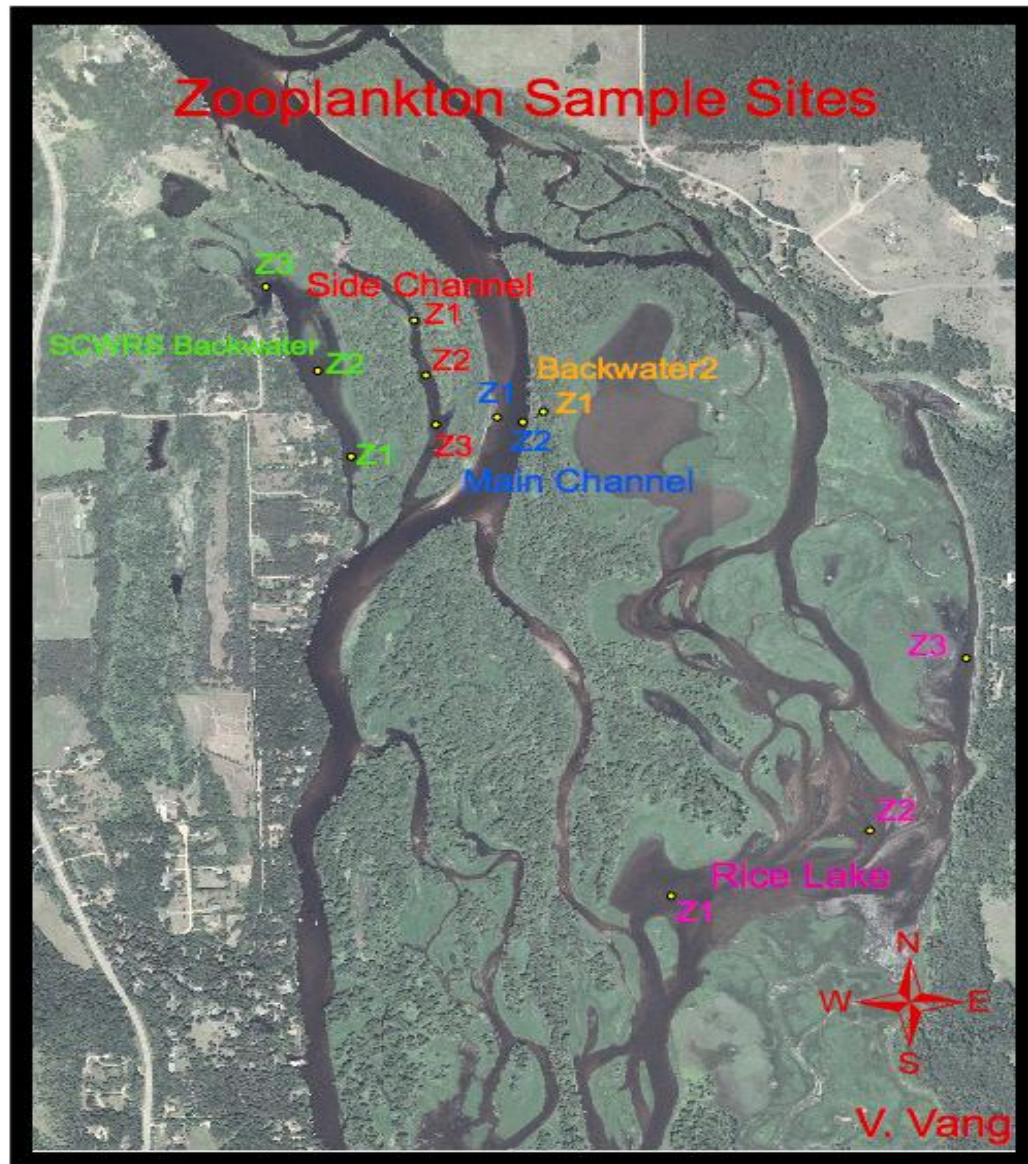 Zooplankton Sample Sites
Z3
Side Channel
Z1
SCWRS Backwater
Z2
Z2
Backwater2
Z1
Z1
Z2
Z3
Z1
Main Channel
Z3
Z2
Rice Lake
Z1
N
W
E
S
V. Vang